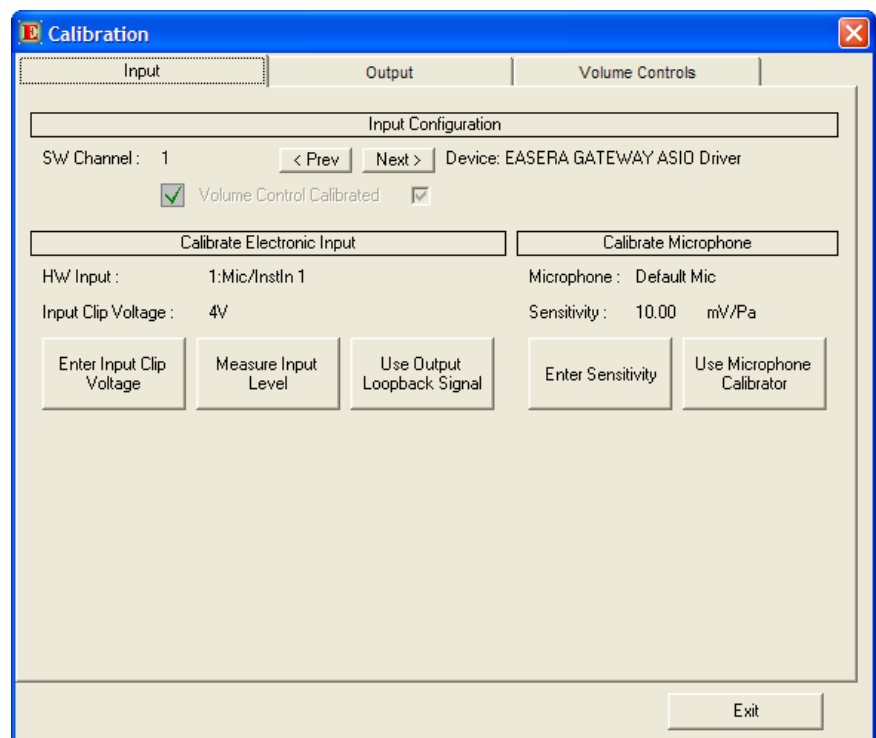 E Calibration
Input Output Volume Controls
Input Configuration
SW Channel : 1 < Prev Next > Device: EASERA GATEWAY ASIO Driver
Volume Control Calibrated
Calibrate Electronic Input Calibrate Microphone
HW Input : 1:Mic/InstIn 1 Microphone : Default Mic
Input Clip Voltage : 4V Sensitivity : 10.00 mV/Pa
Enter Input Clip Measure Input Use Output Enter Sensitivity Use Microphone
Voltage Level Loopback Signal Calibrator
Exit